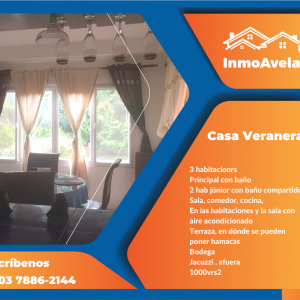 InmoAvela
Casa Veranera
3 habitacionrs
Principal con baño
2 hab júnior con baño compartido
Sala, comedor, cocina,
En las habitaciones y la sala con
aire acondicionado
Terraza, en dónde se pueden
poner hamacas
Bodega
Jacuzzi , afuera
1000vrs2
críbenos
03 7886-2144